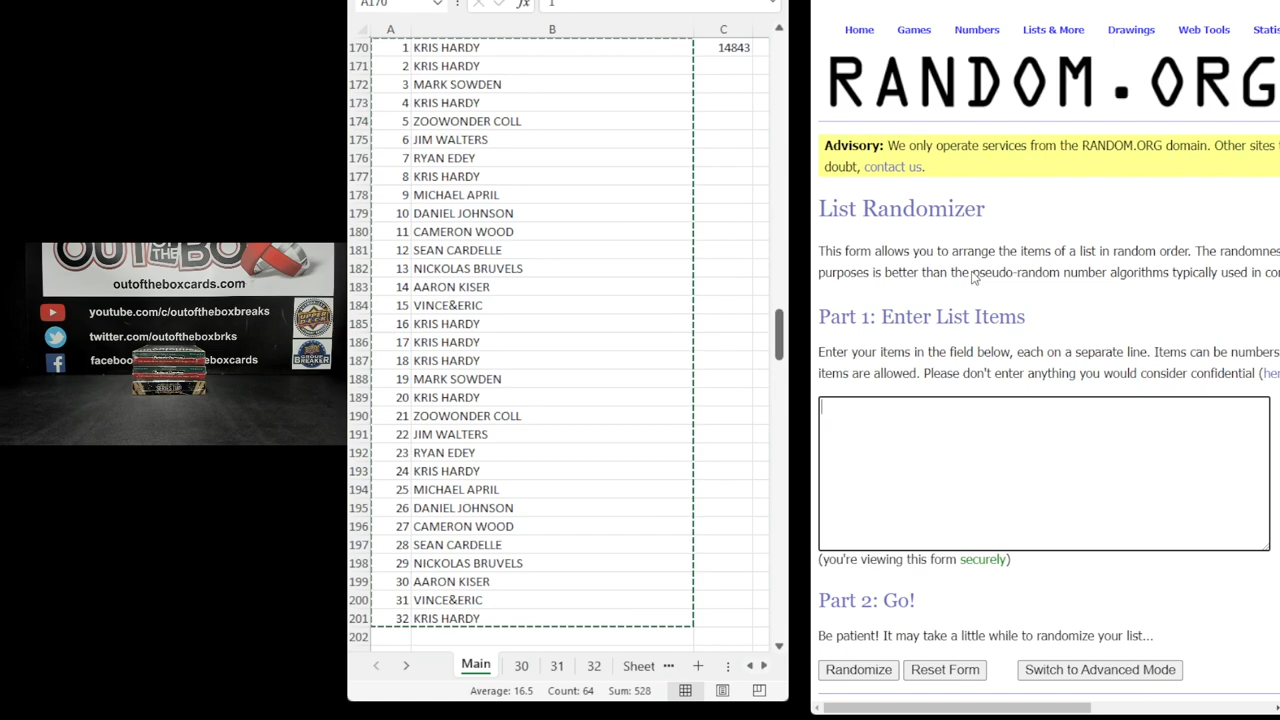 OUT OF THE BOX
outoftheboxcards.com
youtube.com/c/outoftheboxbreaks
twitter.com/outoftheboxbrks
UPPER DECK
GROUP BREAKER
A170
fx
1
A B C
170 1 KRIS HARDY 14843
171 2 KRIS HARDY
172 3 MARK SOWDEN
173 4 KRIS HARDY
174 5 ZOOWONDER COLL
175 6 JIM WALTERS
176 7 RYAN EDEY
177 8 KRIS HARDY
178 9 MICHAEL APRIL
179 10 DANIEL JOHNSON
180 11 CAMERON WOOD
181 12 SEAN CARDELLE
182 13 NICKOLAS BRUVELS
183 14 AARON KISER
184 15 VINCE&ERIC
185 16 KRIS HARDY
186 17 KRIS HARDY
187 18 KRIS HARDY
188 19 MARK SOWDEN
189 20 KRIS HARDY
190 21 ZOOWONDER COLL
191 22 JIM WALTERS
192 23 RYAN EDEY
193 24 KRIS HARDY
194 25 MICHAEL APRIL
195 26 DANIEL JOHNSON
196 27 CAMERON WOOD
197 28 SEAN CARDELLE
198 29 NICKOLAS BRUVELS
199 30 AARON KISER
200 31 VINCE&ERIC
201 32 KRIS HARDY
202
Main 30 31 32 Sheet ...
Average: 16.5 Count: 64 Sum: 528
Home Games Numbers Lists & More Drawings Web Tools Statis
RANDOM.ORG
Advisory: We only operate services from the RANDOM.ORG domain. Other sites t
doubt, contact us.
List Randomizer
This form allows you to arrange the items of a list in random order. The randomnes
purposes is better than the pseudo-random number algorithms typically used in co
Part 1: Enter List Items
Enter your items in the field below, each on a separate line. Items can be numbers
items are allowed. Please don't enter anything you would consider confidential (he
(you're viewing this form securely)
Part 2: Go!
Be patient! It may take a little while to randomize your list...
Randomize Reset Form Switch to Advanced Mode